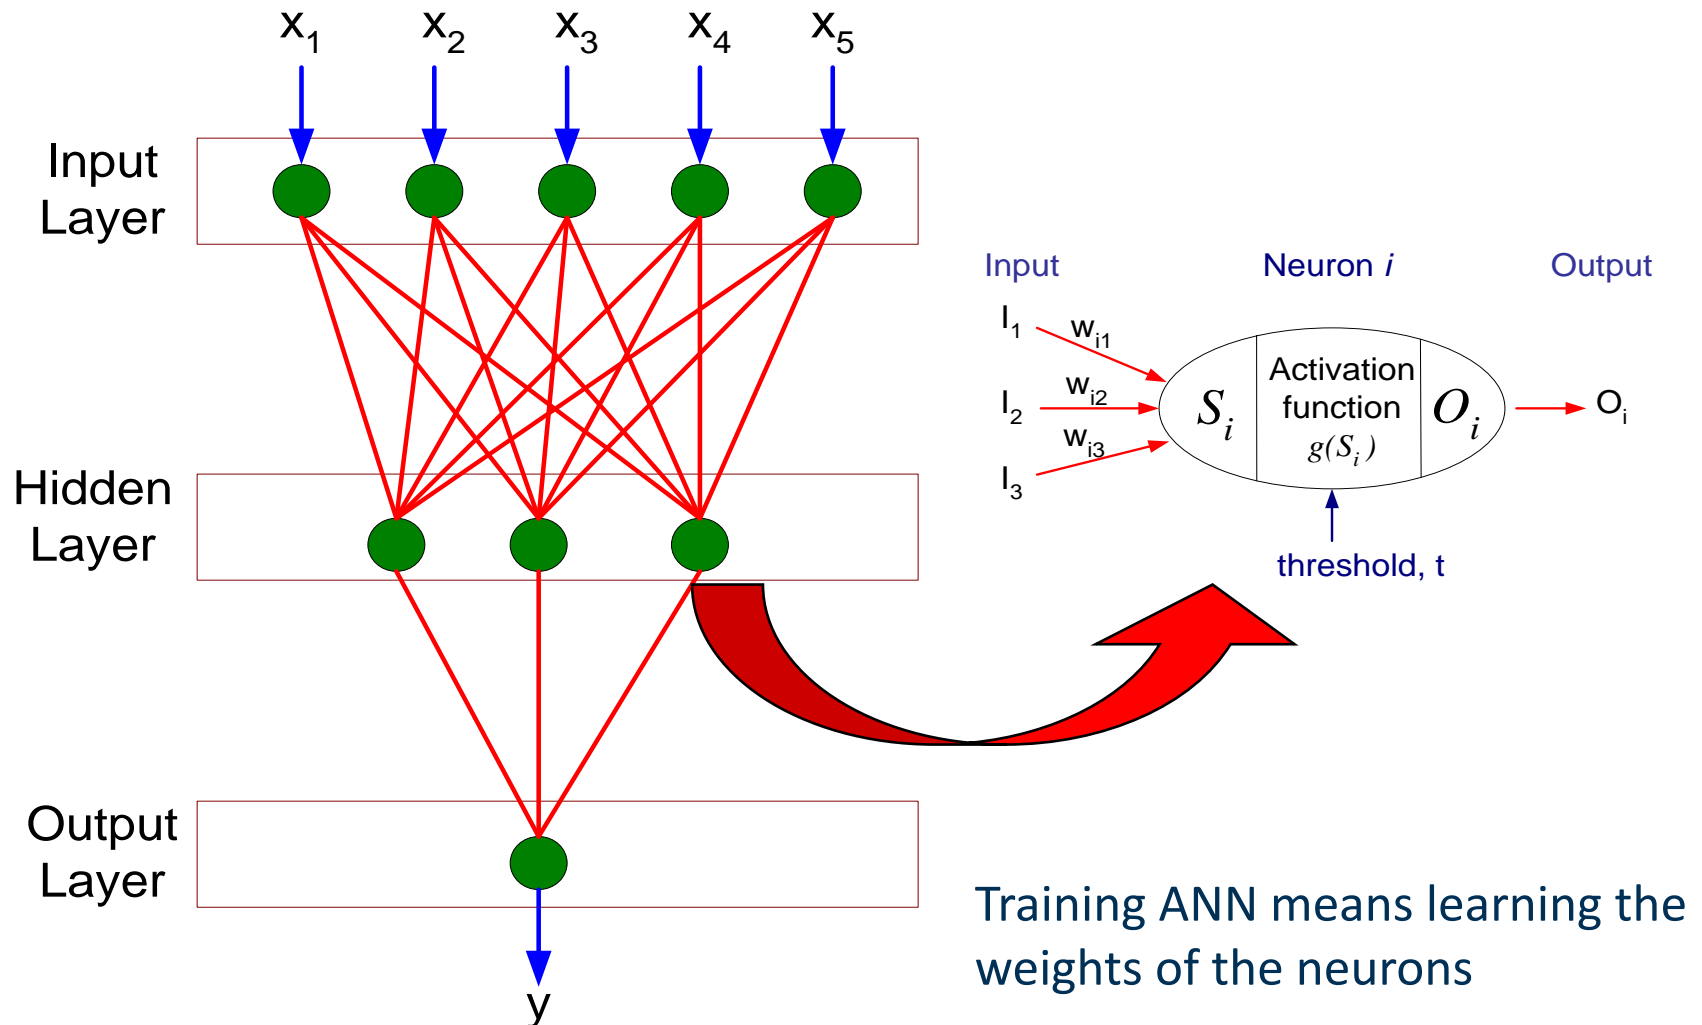 x1 x2 x3 x4 x5
Input
Layer
Hidden
Layer
Output
Layer
y
Input Neuron i Output
I1 wi1
I2 wi2
I3 wi3
Si
Activation
function
g(Si)
Oi
Oi
threshold, t
Training ANN means learning the
weights of the neurons